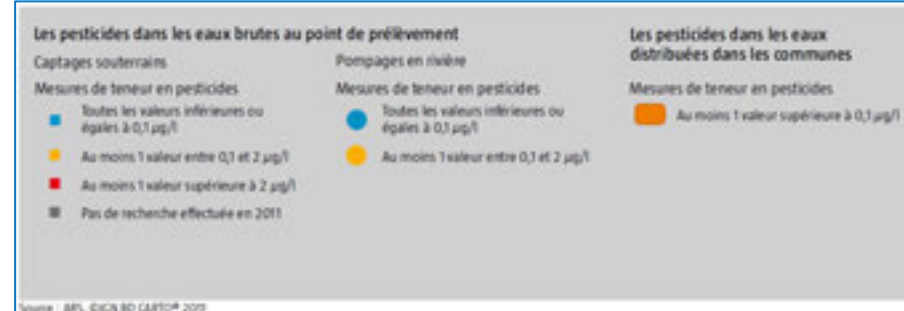 Les pesticides dans les eaux brutes au point de prélèvement
Captages souterrains
Mesures de teneur en pesticides
Toutes les valeurs inférieures ou
égales à 0,1 µg/l
Au moins 1 valeur entre 0,1 et 2 µg/l
Au moins 1 valeur supérieure à 2 µg/l
Pas de recherche effectuée en 2011
Pompages en rivière
Mesures de teneur en pesticides
Toutes les valeurs inférieures ou
égales à 0,1 µg/l
Au moins 1 valeur entre 0,1 et 2 µg/l
Les pesticides dans les eaux
distribuées dans les communes
Mesures de teneur en pesticides
Au moins 1 valeur supérieure à 0,1 µg/l
Source : ARS, ©IGN BD CARTO® 2011